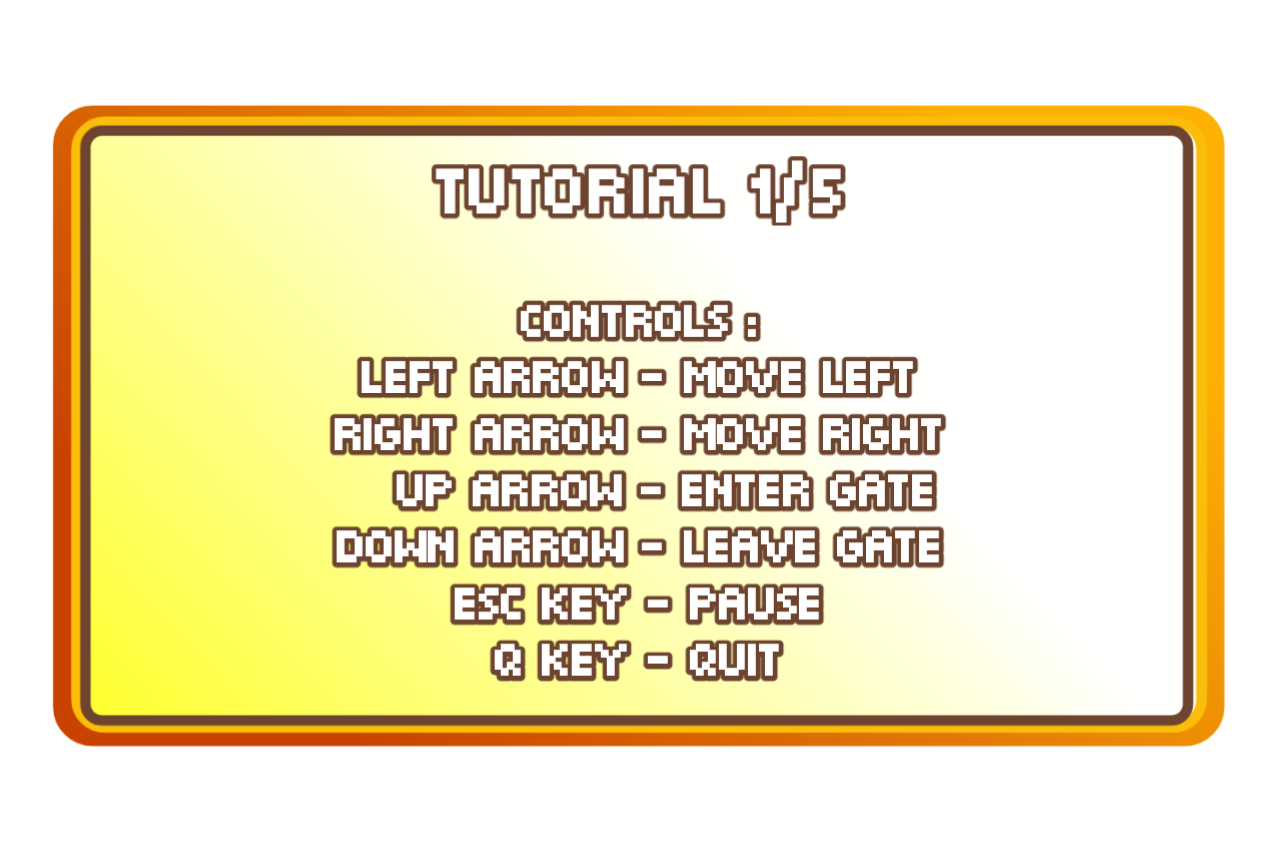 TUTORIAL 1/5
CONTROLS :
LEFT ARROW - MOVE LEFT
RIGHT ARROW - MOVE RIGHT
UP ARROW - ENTER GATE
DOWN ARROW - LEAVE GATE
ESC KEY - PAUSE
Q KEY - QUIT